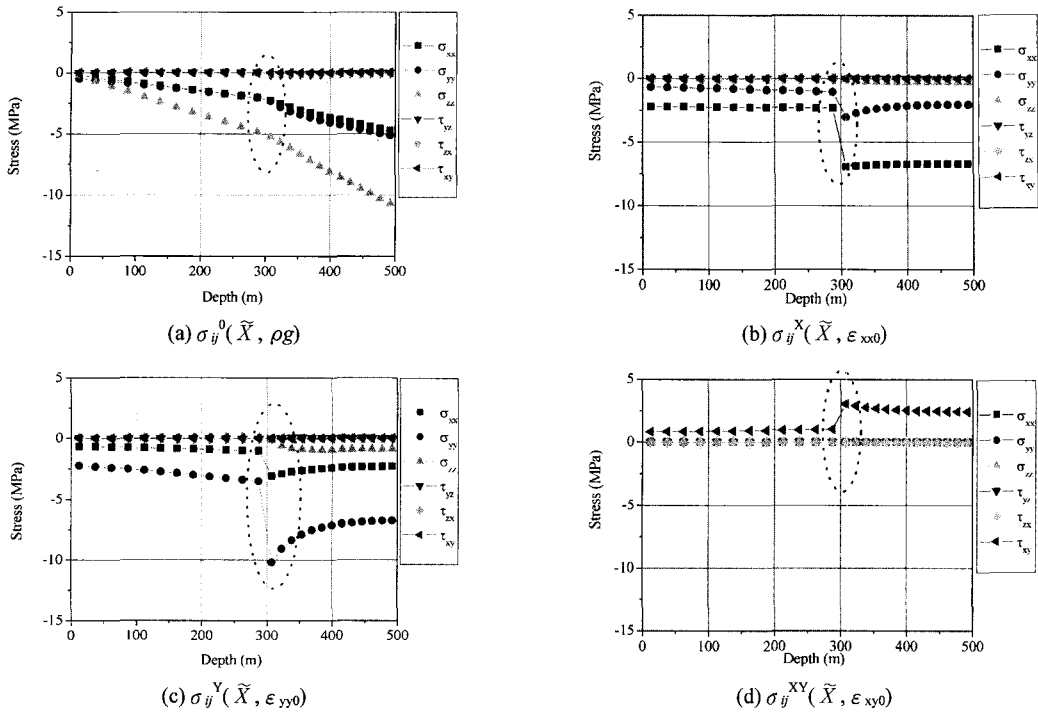 5
0
-5
-10
-15
Stress (MPa)
0 100 200 300 400 500
Depth (m)
σxx
σyy
σzz
τyz
τzx
τxy
(a) σij⁰(X̃, ρg)
5
0
-5
-10
-15
Stress (MPa)
0 100 200 300 400 500
Depth (m)
σxx
σyy
σzz
τyz
τzx
τxy
(b) σijˣ(X̃, εxx0)
5
0
-5
-10
-15
Stress (MPa)
0 100 200 300 400 500
Depth (m)
σxx
σyy
σzz
τyz
τzx
τxy
(c) σijʸ(X̃, εyy0)
5
0
-5
-10
-15
Stress (MPa)
0 100 200 300 400 500
Depth (m)
σxx
σyy
σzz
τyz
τzx
τxy
(d) σijˣʸ(X̃, εxy0)